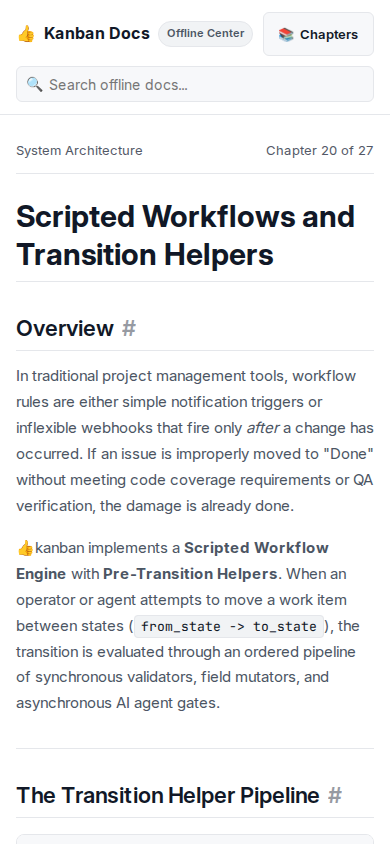 👍 Kanban Docs
Offline Center
📚 Chapters
🔍 Search offline docs...
System Architecture
Chapter 20 of 27
Scripted Workflows and
Transition Helpers
Overview #
In traditional project management tools, workflow
rules are either simple notification triggers or
inflexible webhooks that fire only after a change has
occurred. If an issue is improperly moved to "Done"
without meeting code coverage requirements or QA
verification, the damage is already done.
👍kanban implements a Scripted Workflow
Engine with Pre-Transition Helpers. When an
operator or agent attempts to move a work item
between states (from_state -> to_state), the
transition is evaluated through an ordered pipeline
of synchronous validators, field mutators, and
asynchronous AI agent gates.
The Transition Helper Pipeline #